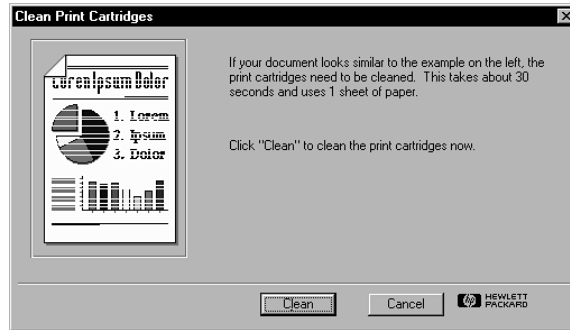 Clean Print Cartridges
Lorem Ipsum Dolor
1. Lorem
2. Ipsum
3. Dolor
If your document looks similar to the example on the left, the
print cartridges need to be cleaned. This takes about 30
seconds and uses 1 sheet of paper.
Click "Clean" to clean the print cartridges now.
Clean
Cancel
hp HEWLETT
PACKARD